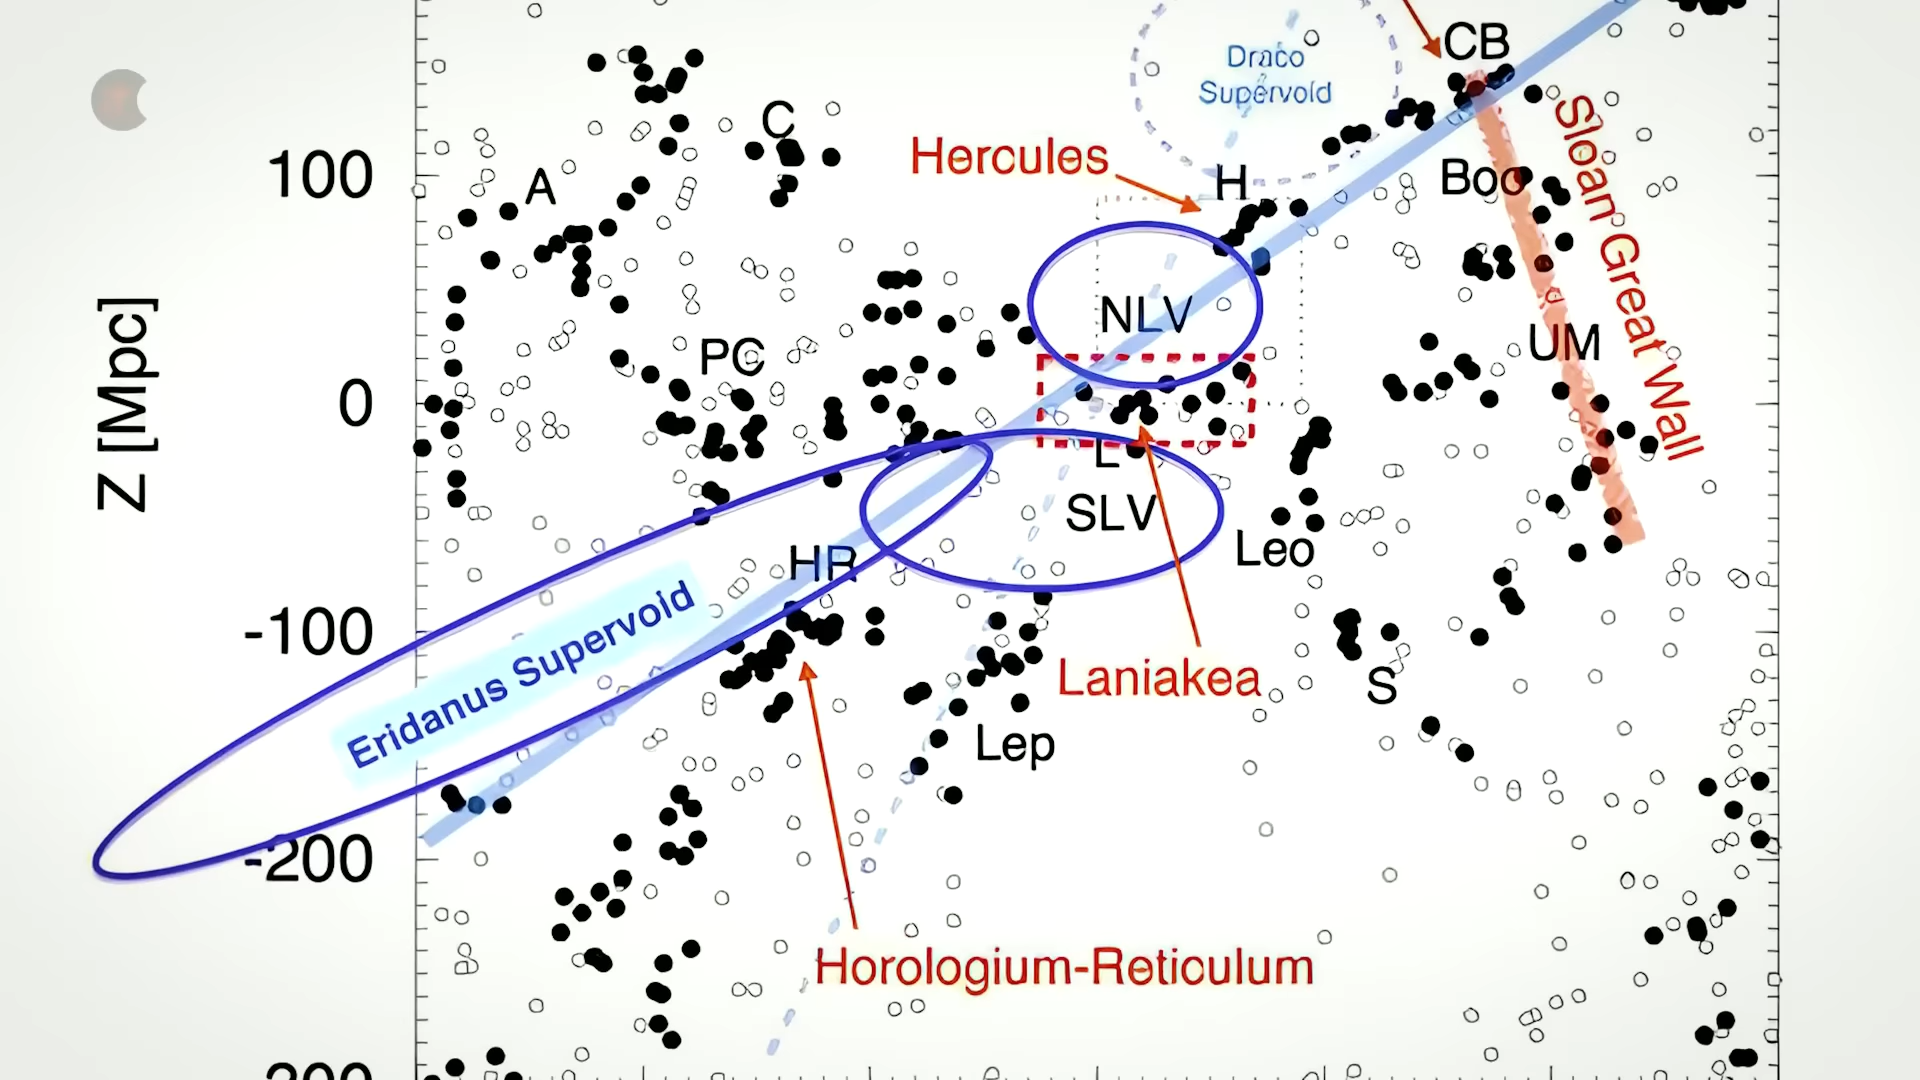 CB
Draco
Supervoid
C
Hercules
100
A
H
Boo
Sloan Great Wall
NLV
PC
UM
Z [Mpc]
0
L
SLV
HR
Leo
Eridanus Supervoid
-100
Laniakea
S
Lep
-200
Horologium-Reticulum